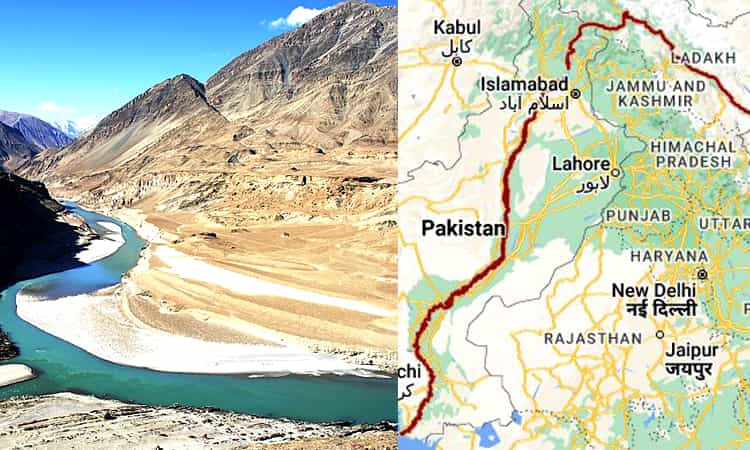 Kabul
کابل
LADAKH
Islamabad
اسلام آباد
JAMMU AND
KASHMIR
HIMACHAL
PRADESH
Lahore
لاہور
PUNJAB
UTTAR
Pakistan
HARYANA
New Delhi
नई दिल्ली
RAJASTHAN
Jaipur
जयपुर
chi
کر